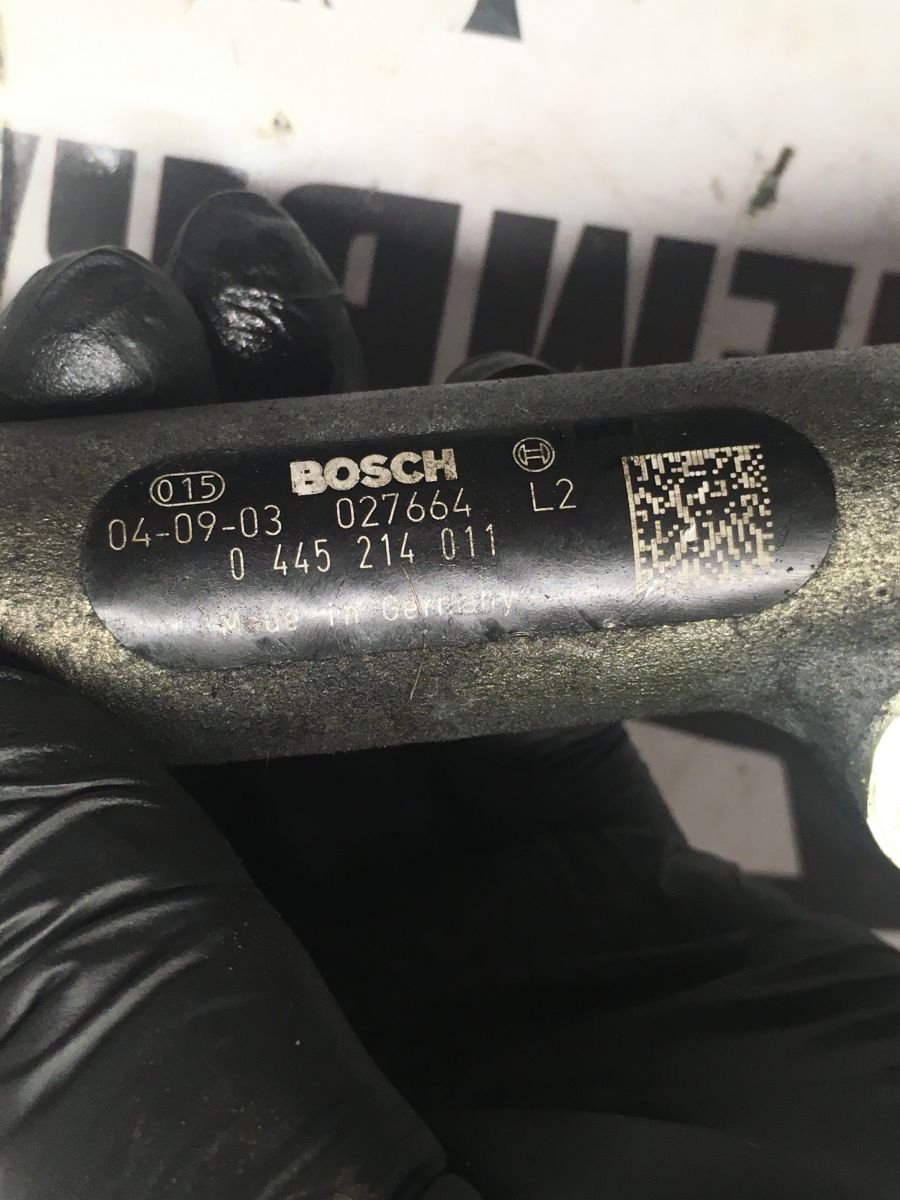 015 BOSCH
04-09-03 027664 L2
0 445 214 011
Made in Germany